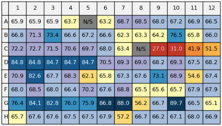 1 2 3 4 5 6 7 8 9 10 11 12
A 65.9 65.9 65.9 63.7 N/S 63.2 68.7 68.5 68.0 67.2 66.9 66.5
B 66.8 71.3 73.4 66.6 67.2 66.6 62.8 63.3 64.2 76.5 65.8 66.0
C 72.2 72.7 71.5 70.6 69.7 68.0 63.4 N/S 27.0 31.0 41.9 51.5
D 84.8 84.8 84.7 84.7 84.7 70.5 69.3 69.0 68.2 69.3 67.5 68.2
E 70.9 82.6 67.7 68.3 62.1 65.8 67.3 67.6 73.1 68.9 54.6 67.4
F 68.0 68.5 68.0 66.4 70.2 67.6 68.8 65.5 65.6 65.7 67.9 67.9
G 76.4 84.1 82.8 76.0 75.9 86.8 88.0 56.2 66.7 89.7 66.5 65.1
H 65.7 67.6 67.6 67.5 67.5 67.9 57.2 66.7 66.2 67.1 68.0 66.9